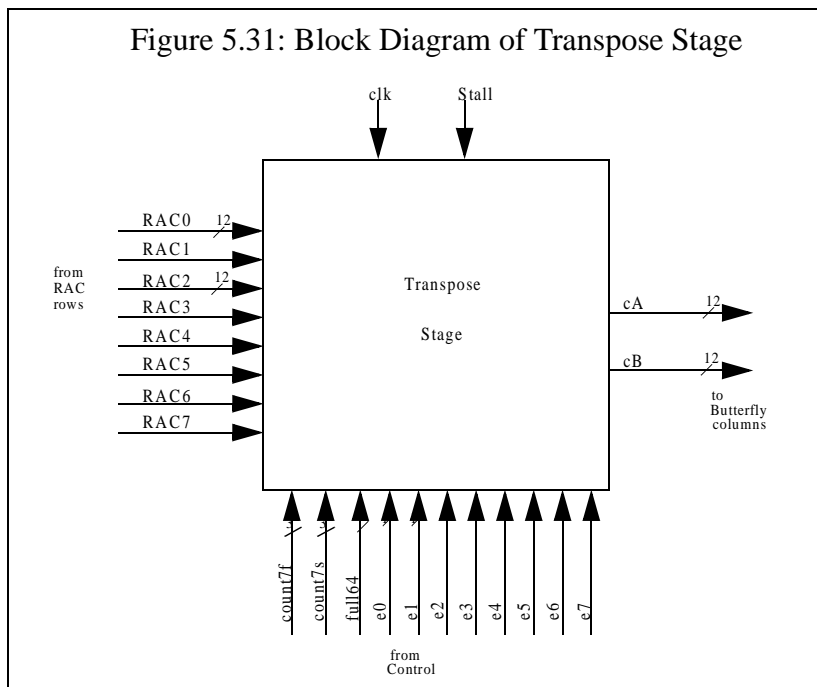 Figure 5.31: Block Diagram of Transpose Stage
clk
Stall
RAC0
12
RAC1
RAC2
12
RAC3
RAC4
RAC5
RAC6
RAC7
from
RAC
rows
Transpose
Stage
cA
12
cB
12
to
Butterfly
columns
3
3
count7f
count7s
full64
e0
e1
e2
e3
e4
e5
e6
e7
from
Control